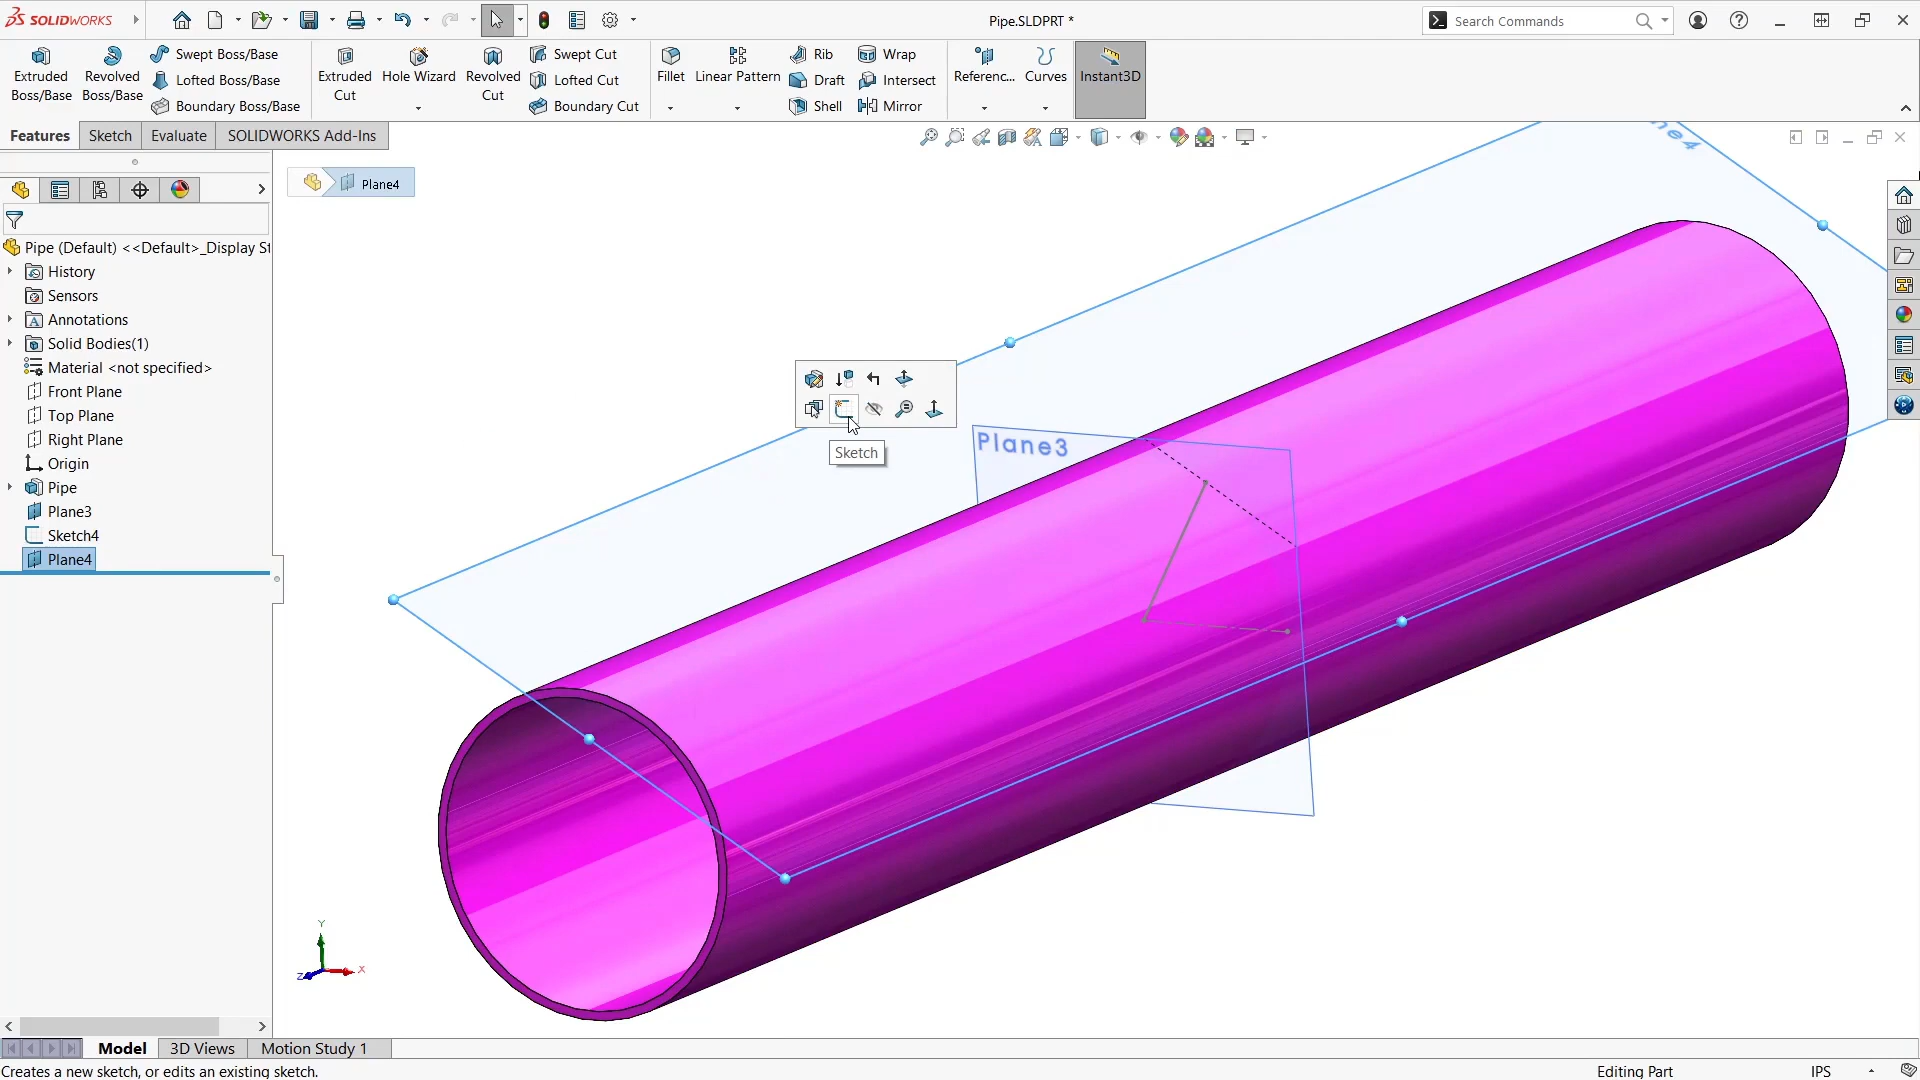 SOLIDWORKS
Pipe.SLDPRT *
Search Commands
Extruded Boss/Base
Revolved Boss/Base
Swept Boss/Base
Lofted Boss/Base
Boundary Boss/Base
Extruded Cut
Hole Wizard
Revolved Cut
Swept Cut
Lofted Cut
Boundary Cut
Fillet
Linear Pattern
Rib
Draft
Shell
Wrap
Intersect
Mirror
Referenc...
Curves
Instant3D
Features
Sketch
Evaluate
SOLIDWORKS Add-Ins
Plane4
ne4
Pipe (Default) <<Default>_Display St
History
Sensors
Annotations
Solid Bodies(1)
Material <not specified>
Front Plane
Top Plane
Right Plane
Origin
Pipe
Plane3
Sketch4
Plane4
Sketch
Plane3
Y
Z
X
Model
3D Views
Motion Study 1
Creates a new sketch, or edits an existing sketch.
Editing Part
IPS